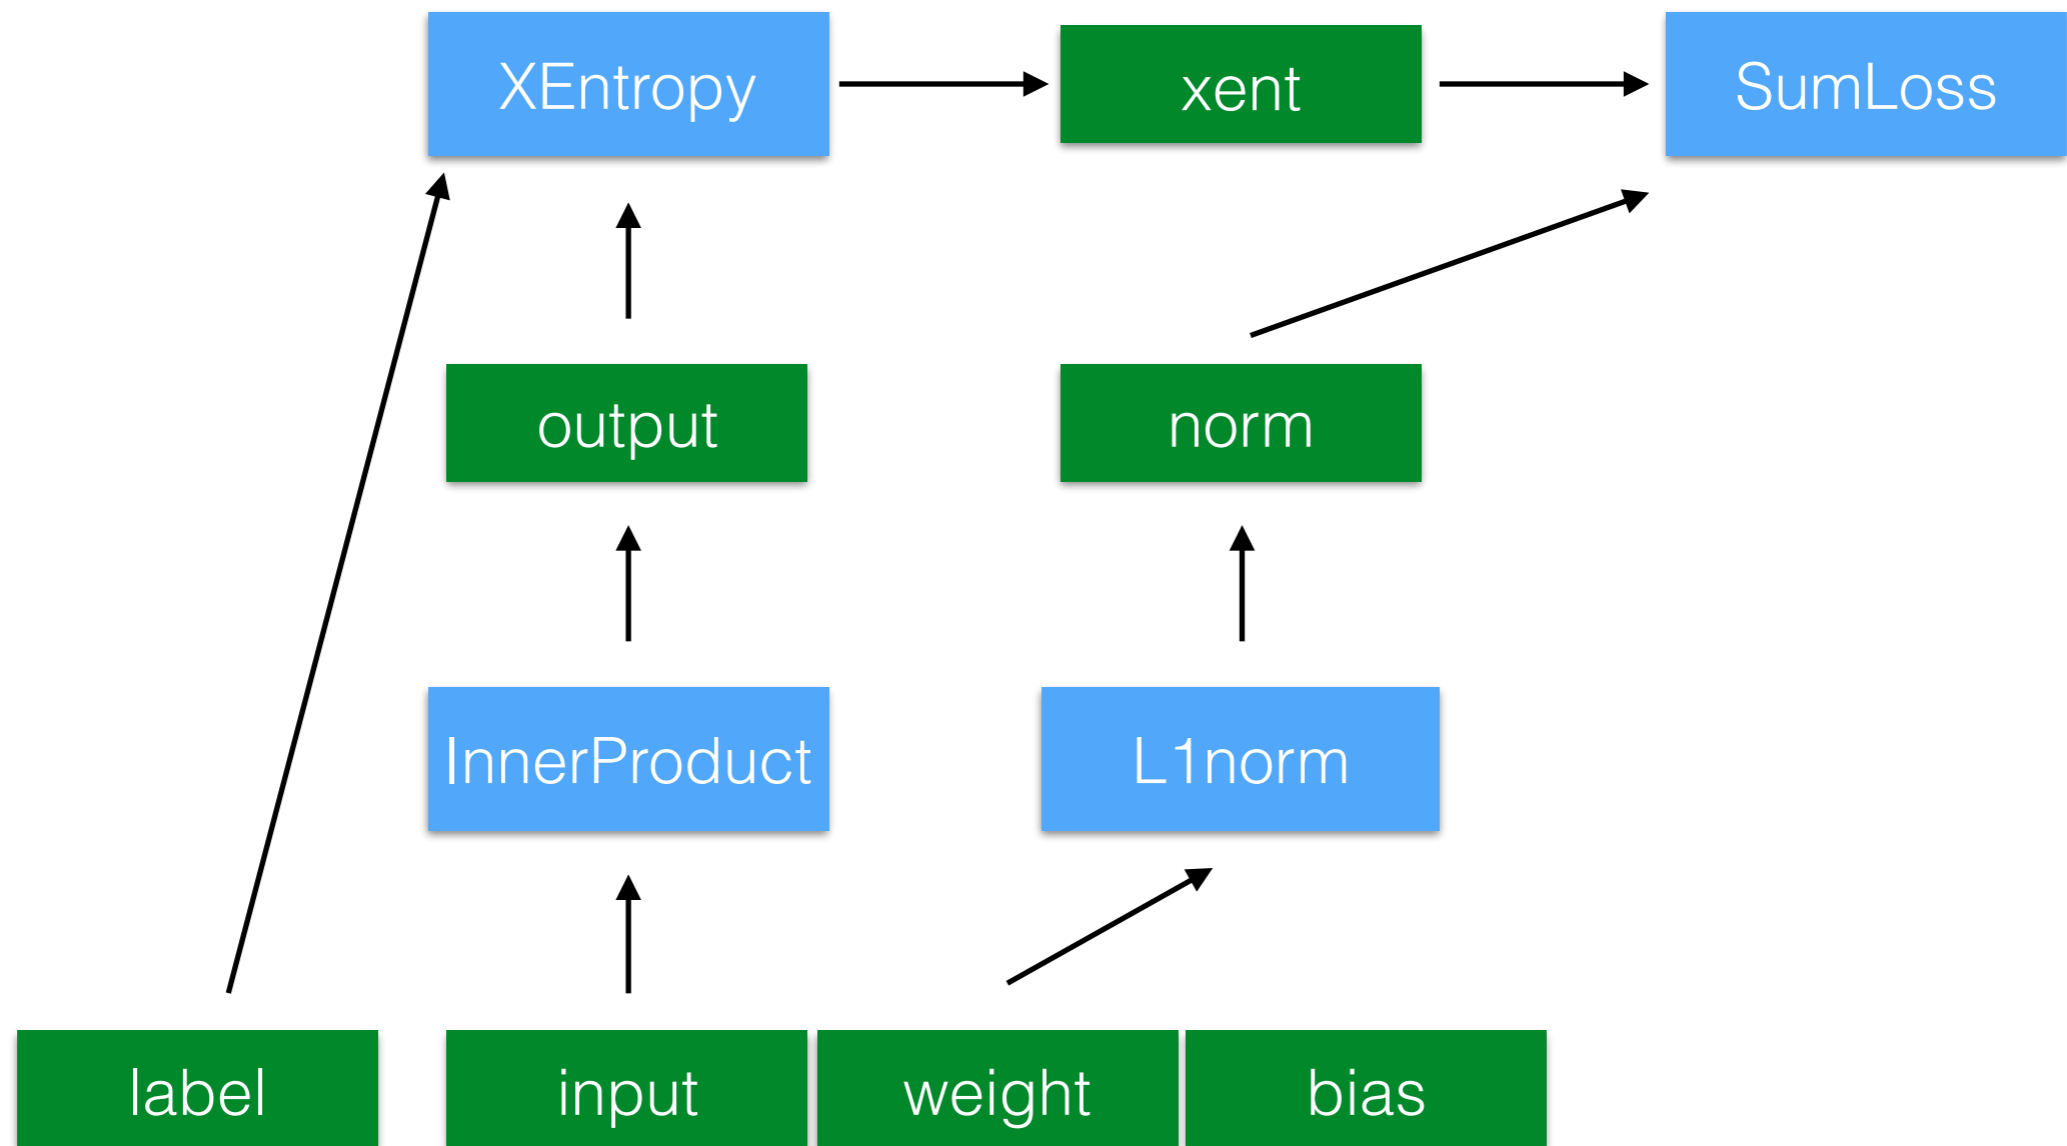 XEntropy
xent
SumLoss
output
norm
InnerProduct
L1norm
label
input
weight
bias